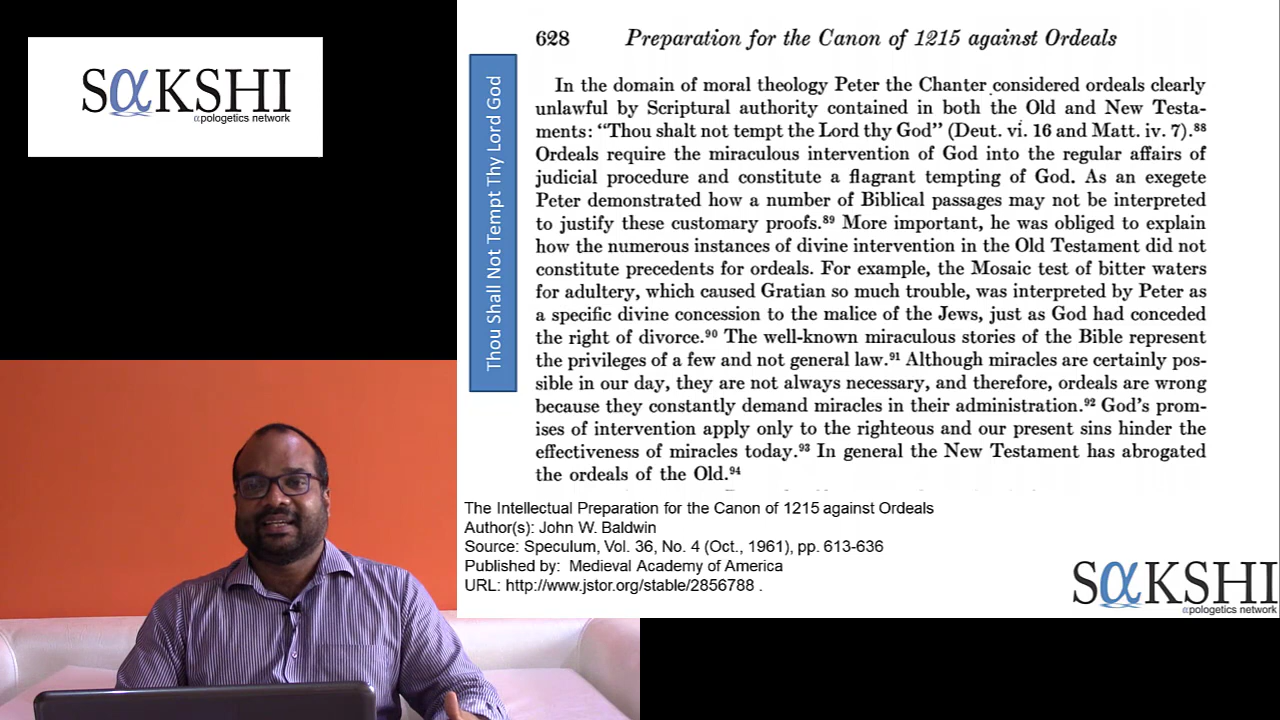 SαKSHI
αpologetics network
628 Preparation for the Canon of 1215 against Ordeals
Thou Shall Not Tempt Thy Lord God
In the domain of moral theology Peter the Chanter considered ordeals clearly
unlawful by Scriptural authority contained in both the Old and New Testa-
ments: “Thou shalt not tempt the Lord thy God” (Deut. vi. 16 and Matt. iv. 7).⁸⁸
Ordeals require the miraculous intervention of God into the regular affairs of
judicial procedure and constitute a flagrant tempting of God. As an exegete
Peter demonstrated how a number of Biblical passages may not be interpreted
to justify these customary proofs.⁸⁹ More important, he was obliged to explain
how the numerous instances of divine intervention in the Old Testament did not
constitute precedents for ordeals. For example, the Mosaic test of bitter waters
for adultery, which caused Gratian so much trouble, was interpreted by Peter as
a specific divine concession to the malice of the Jews, just as God had conceded
the right of divorce.⁹⁰ The well-known miraculous stories of the Bible represent
the privileges of a few and not general law.⁹¹ Although miracles are certainly pos-
sible in our day, they are not always necessary, and therefore, ordeals are wrong
because they constantly demand miracles in their administration.⁹² God’s prom-
ises of intervention apply only to the righteous and our present sins hinder the
effectiveness of miracles today.⁹³ In general the New Testament has abrogated
the ordeals of the Old.⁹⁴
The Intellectual Preparation for the Canon of 1215 against Ordeals
Author(s): John W. Baldwin
Source: Speculum, Vol. 36, No. 4 (Oct., 1961), pp. 613-636
Published by: Medieval Academy of America
URL: http://www.jstor.org/stable/2856788 .
SαKSHI
αpologetics network